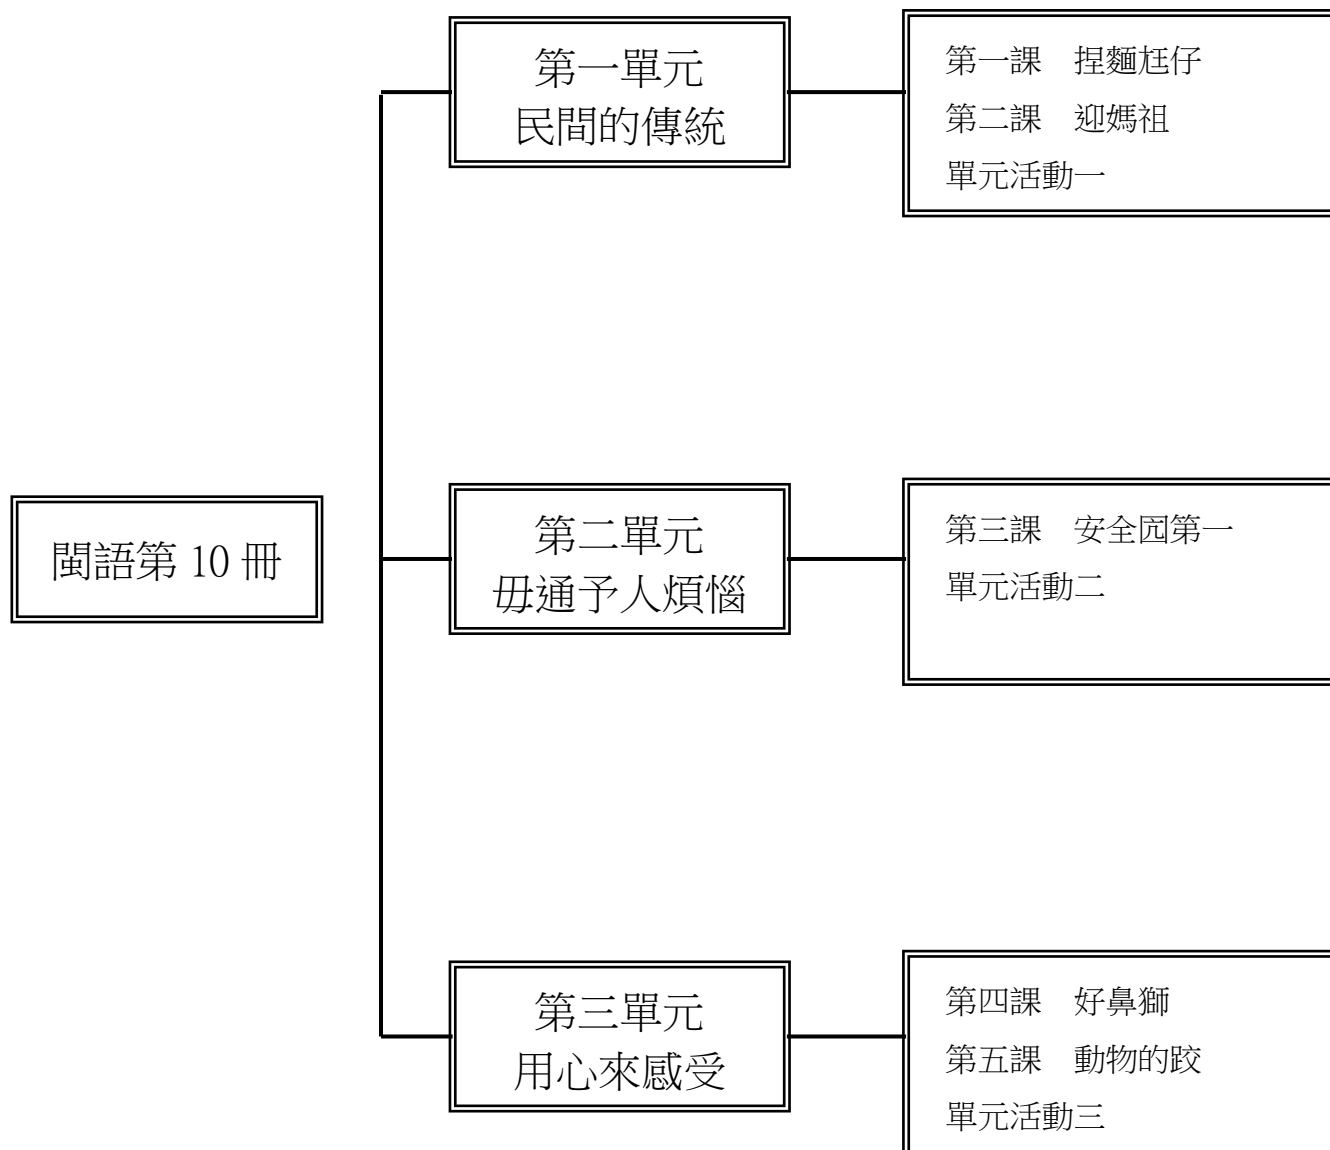 第一單元
民間的傳統
第一課　捏麵尪仔
第二課　迎媽祖
單元活動一
閩語第 10 冊
第二單元
毋通予人煩惱
第三課　安全囥第一
單元活動二
第三單元
用心來感受
第四課　好鼻獅
第五課　動物的跤
單元活動三